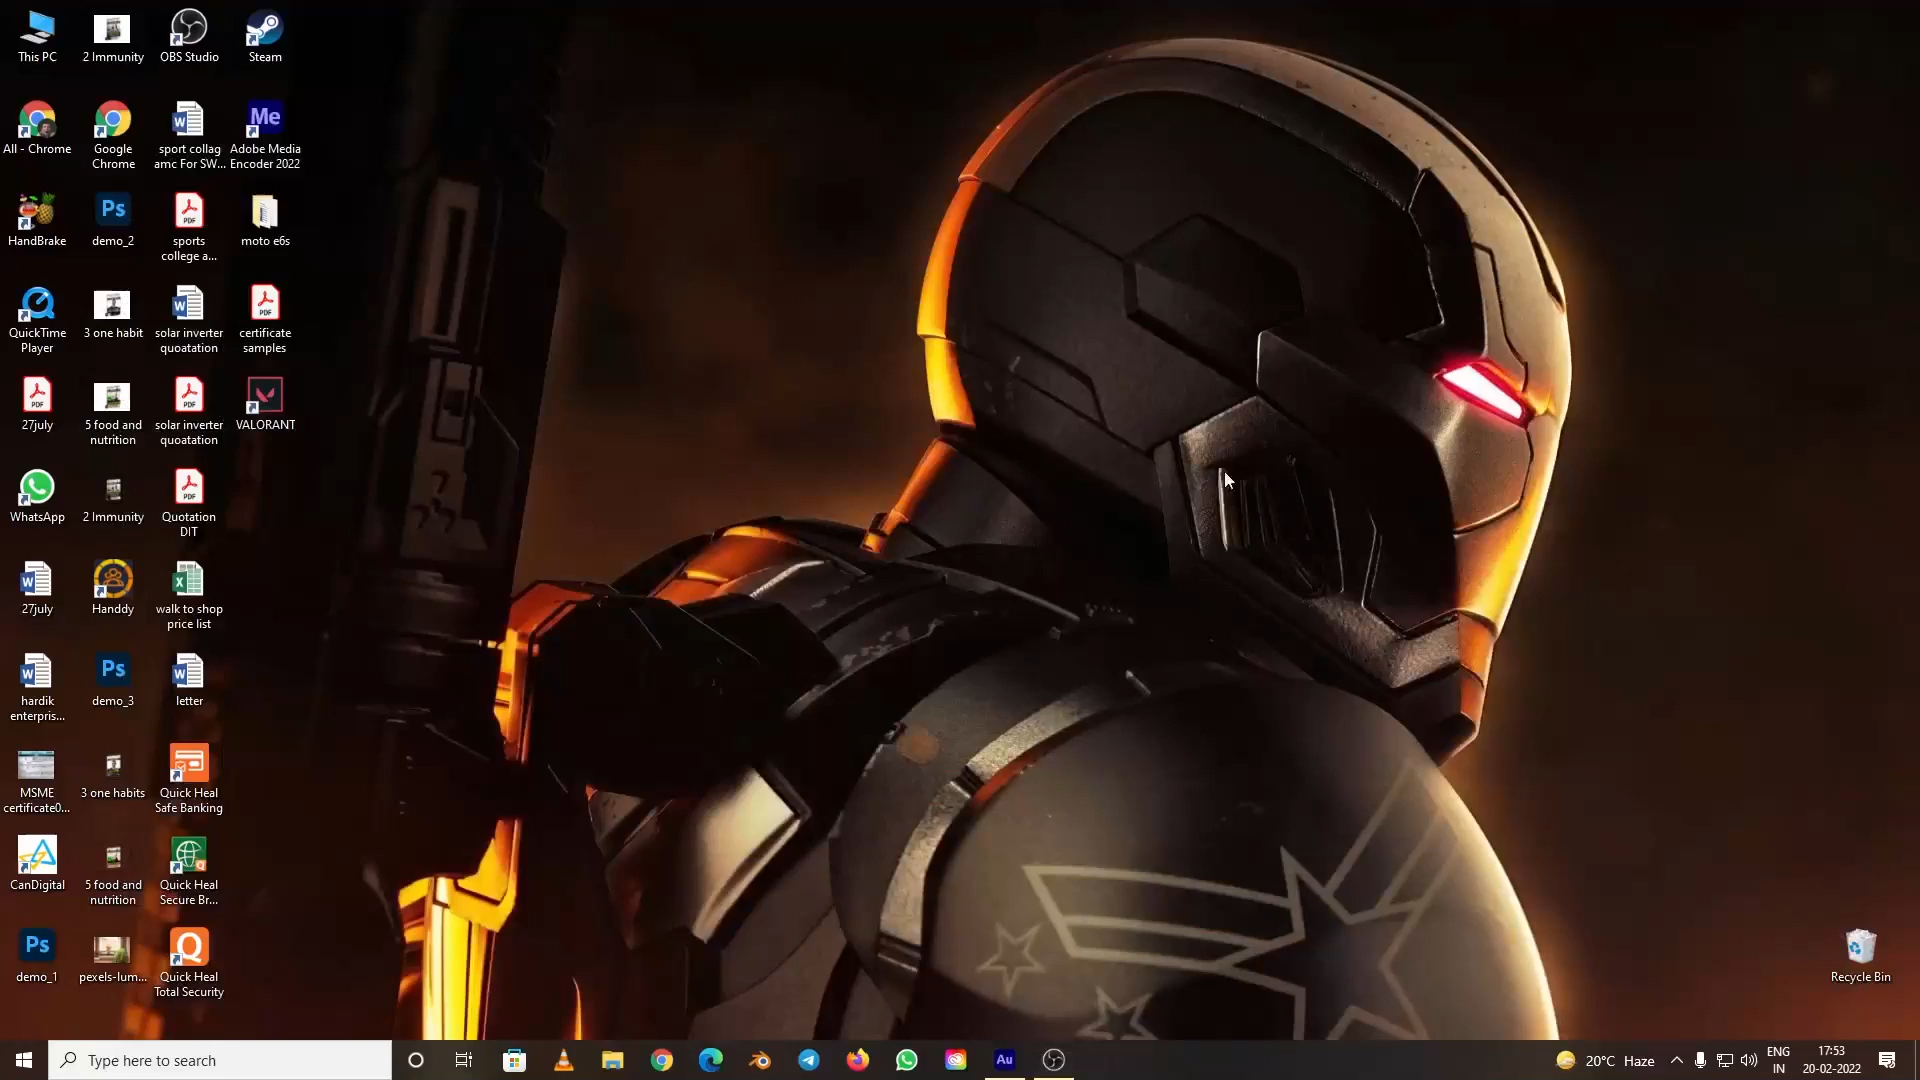 This PC
2 Immunity
OBS Studio
Steam
All - Chrome
Google
Chrome
sport collag
amc For SW...
Me
Adobe Media
Encoder 2022
HandBrake
Ps
demo_2
PDF
sports
college a...
moto e6s
QuickTime
Player
3 one habit
solar inverter
quoatation
PDF
certificate
samples
PDF
27july
5 food and
nutrition
PDF
solar inverter
quoatation
VALORANT
WhatsApp
2 Immunity
PDF
Quotation
DIT
27july
Handdy
walk to shop
price list
hardik
enterpris...
Ps
demo_3
letter
MSME
certificate0...
3 one habits
Quick Heal
Safe Banking
CanDigital
5 food and
nutrition
Quick Heal
Secure Br...
Ps
demo_1
pexels-lum...
Quick Heal
Total Security
Recycle Bin
Type here to search
Au
20°C Haze
ENG
IN
17:53
20-02-2022